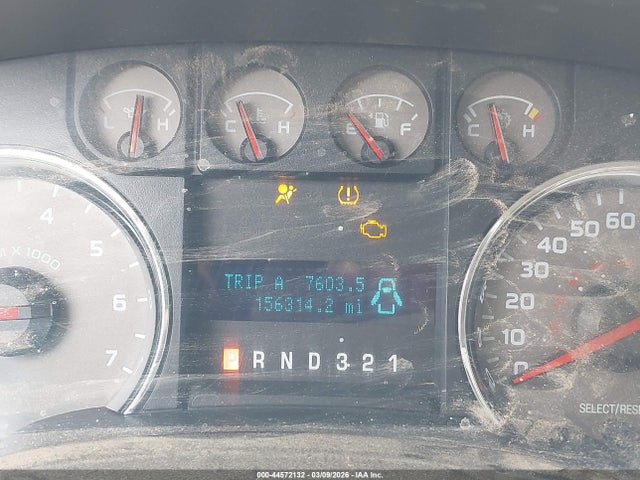 L H
C H
E F
C H
4
5
6
7
M X 1000
TRIP A 7603.5
156314.2 mi
P R N D 3 2 1
60
50
40
30
20
10
0
SELECT/RESE
000-44572132 - 03/09/2026 - IAA Inc.